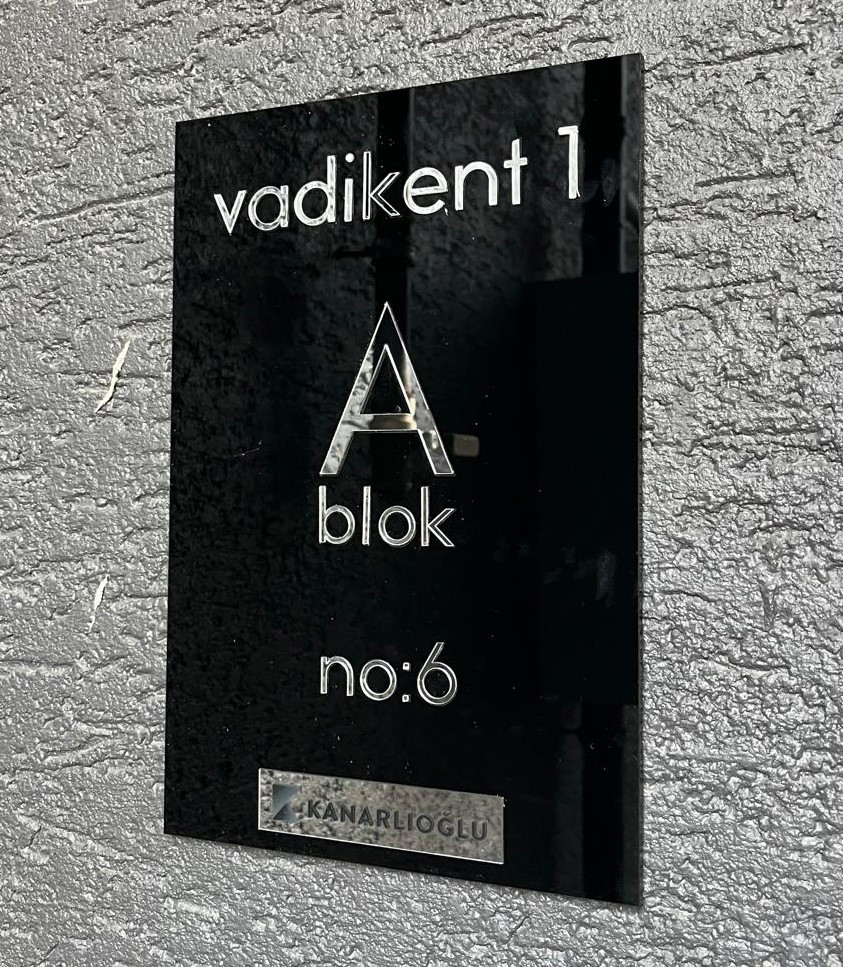 vadikent 1
A
blok
no:6
KANARLIOĞLU